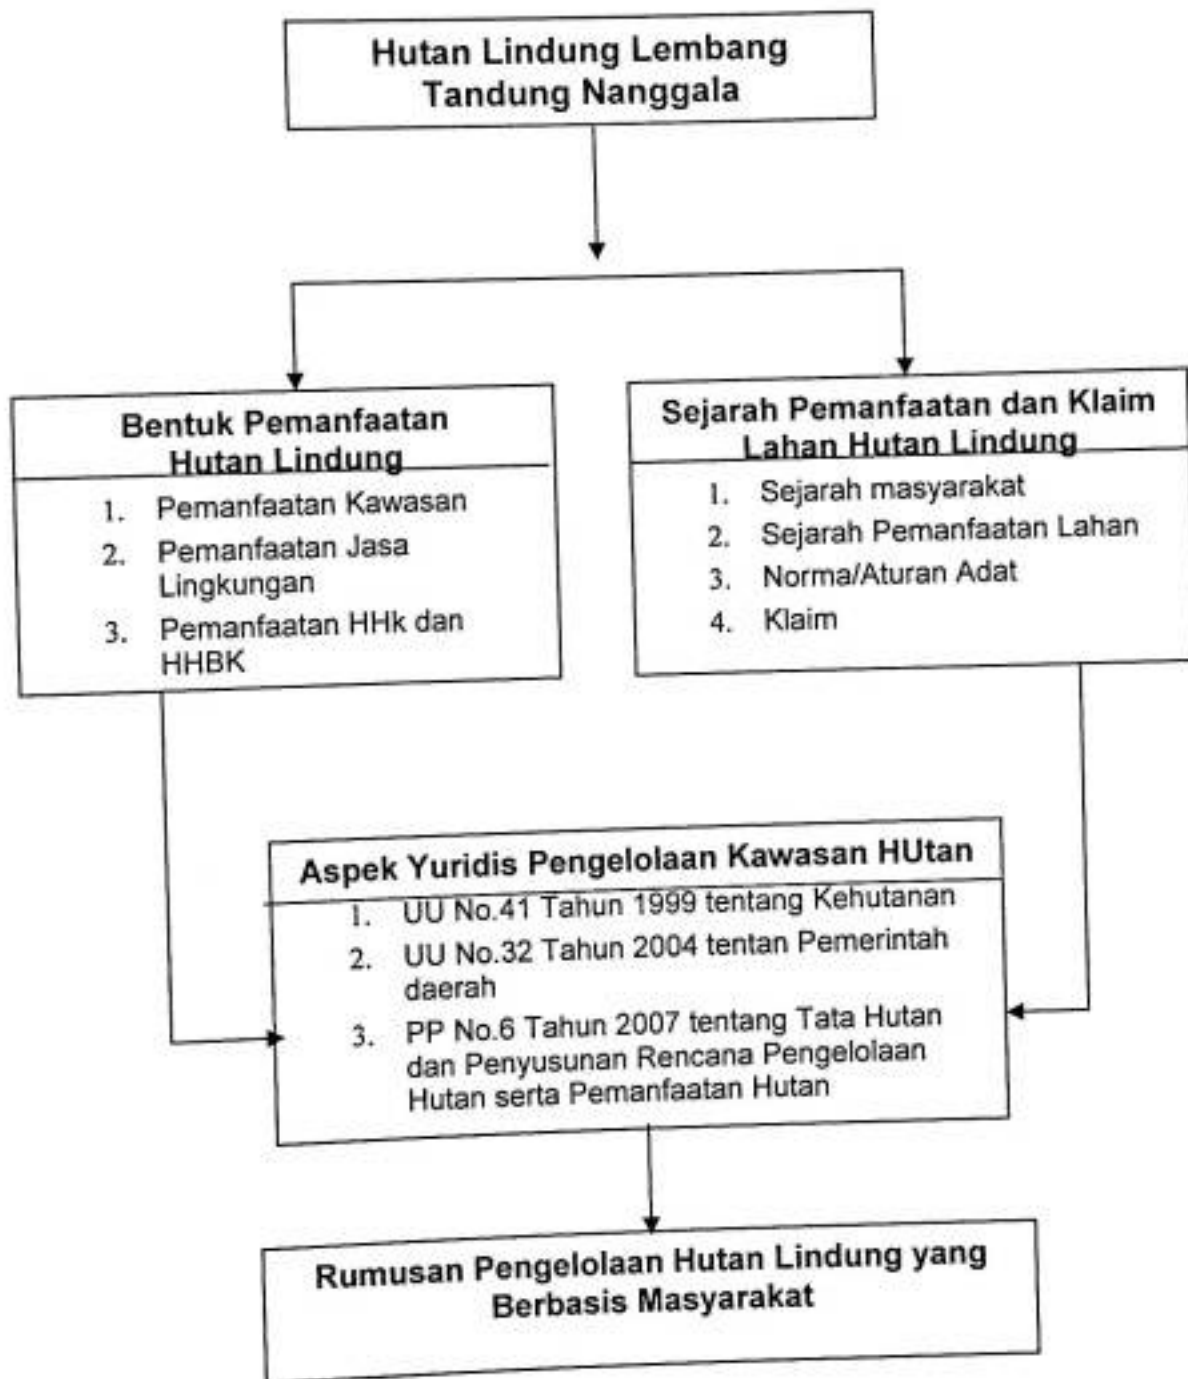 Hutan Lindung Lembang
Tandung Nanggala
Bentuk Pemanfaatan
Hutan Lindung
1. Pemanfaatan Kawasan
2. Pemanfaatan Jasa
Lingkungan
3. Pemanfaatan HHk dan
HHBK
Sejarah Pemanfaatan dan Klaim
Lahan Hutan Lindung
1. Sejarah masyarakat
2. Sejarah Pemanfaatan Lahan
3. Norma/Aturan Adat
4. Klaim
Aspek Yuridis Pengelolaan Kawasan HUtan
1. UU No.41 Tahun 1999 tentang Kehutanan
2. UU No.32 Tahun 2004 tentan Pemerintah
daerah
3. PP No.6 Tahun 2007 tentang Tata Hutan
dan Penyusunan Rencana Pengelolaan
Hutan serta Pemanfaatan Hutan
Rumusan Pengelolaan Hutan Lindung yang
Berbasis Masyarakat